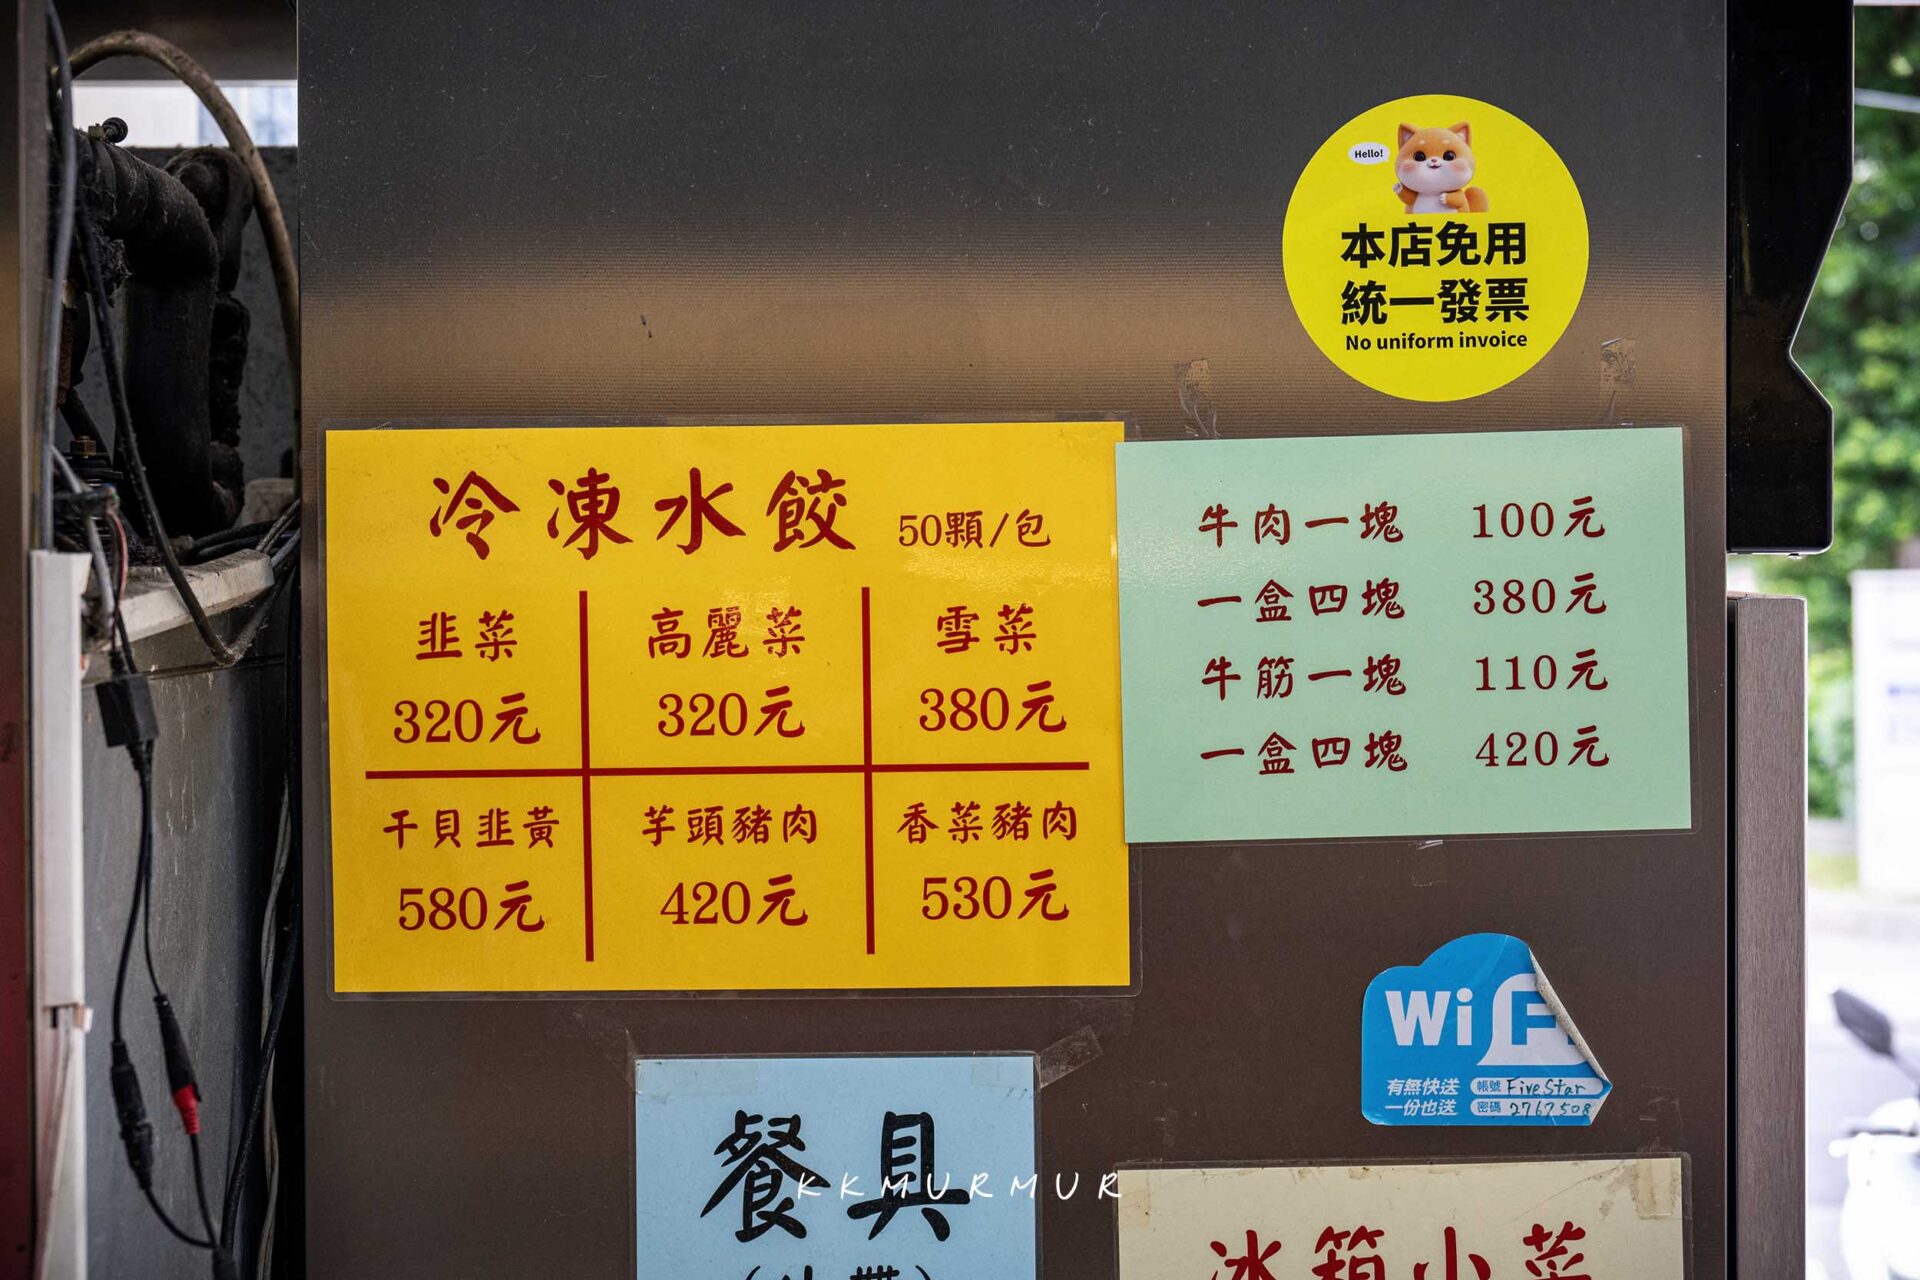 Hello!
本店免用
統一發票
No uniform invoice
冷凍水餃 50顆/包
韭菜 高麗菜 雪菜
320元 320元 380元
干貝韭黃 芋頭豬肉 香菜豬肉
580元 420元 530元
牛肉一塊 100元
一盒四塊 380元
牛筋一塊 110元
一盒四塊 420元
WiF
有無快送 帳號 FiveStar
一份也送 密碼 2767508
餐具
KKMURMUR
冰箱小菜